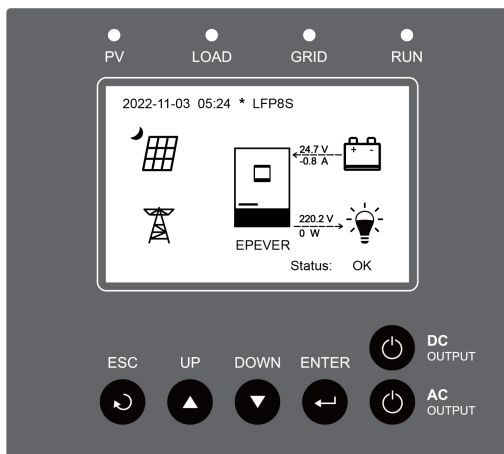 PV LOAD GRID RUN
2022-11-03 05:24 * LFP8S
24.7 V
+ -
-0.8 A
220.2 V
0 W
EPEVER
Status: OK
ESC UP DOWN ENTER
DC
OUTPUT
AC
OUTPUT